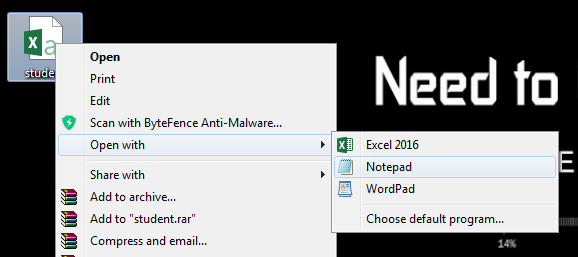 stude
Open
Print
Edit
Scan with ByteFence Anti-Malware...
Open with
Share with
Add to archive...
Add to "student.rar"
Compress and email...
Excel 2016
Notepad
WordPad
Choose default program...
Need to
E
14%